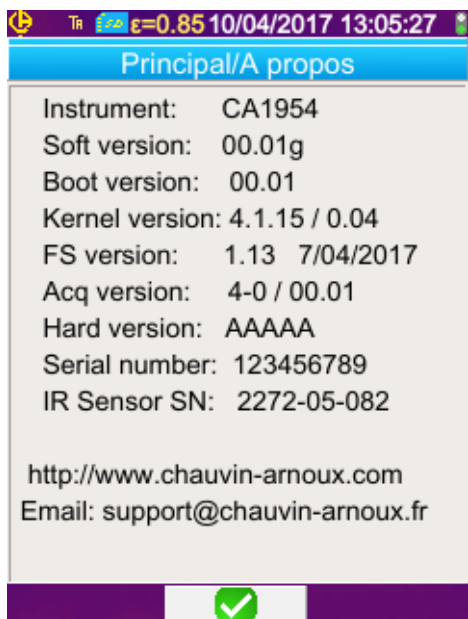 TR SD ε=0.85 10/04/2017 13:05:27
Principal/A propos
Instrument: CA1954
Soft version: 00.01g
Boot version: 00.01
Kernel version: 4.1.15 / 0.04
FS version: 1.13 7/04/2017
Acq version: 4-0 / 00.01
Hard version: AAAAA
Serial number: 123456789
IR Sensor SN: 2272-05-082
http://www.chauvin-arnoux.com
Email: support@chauvin-arnoux.fr